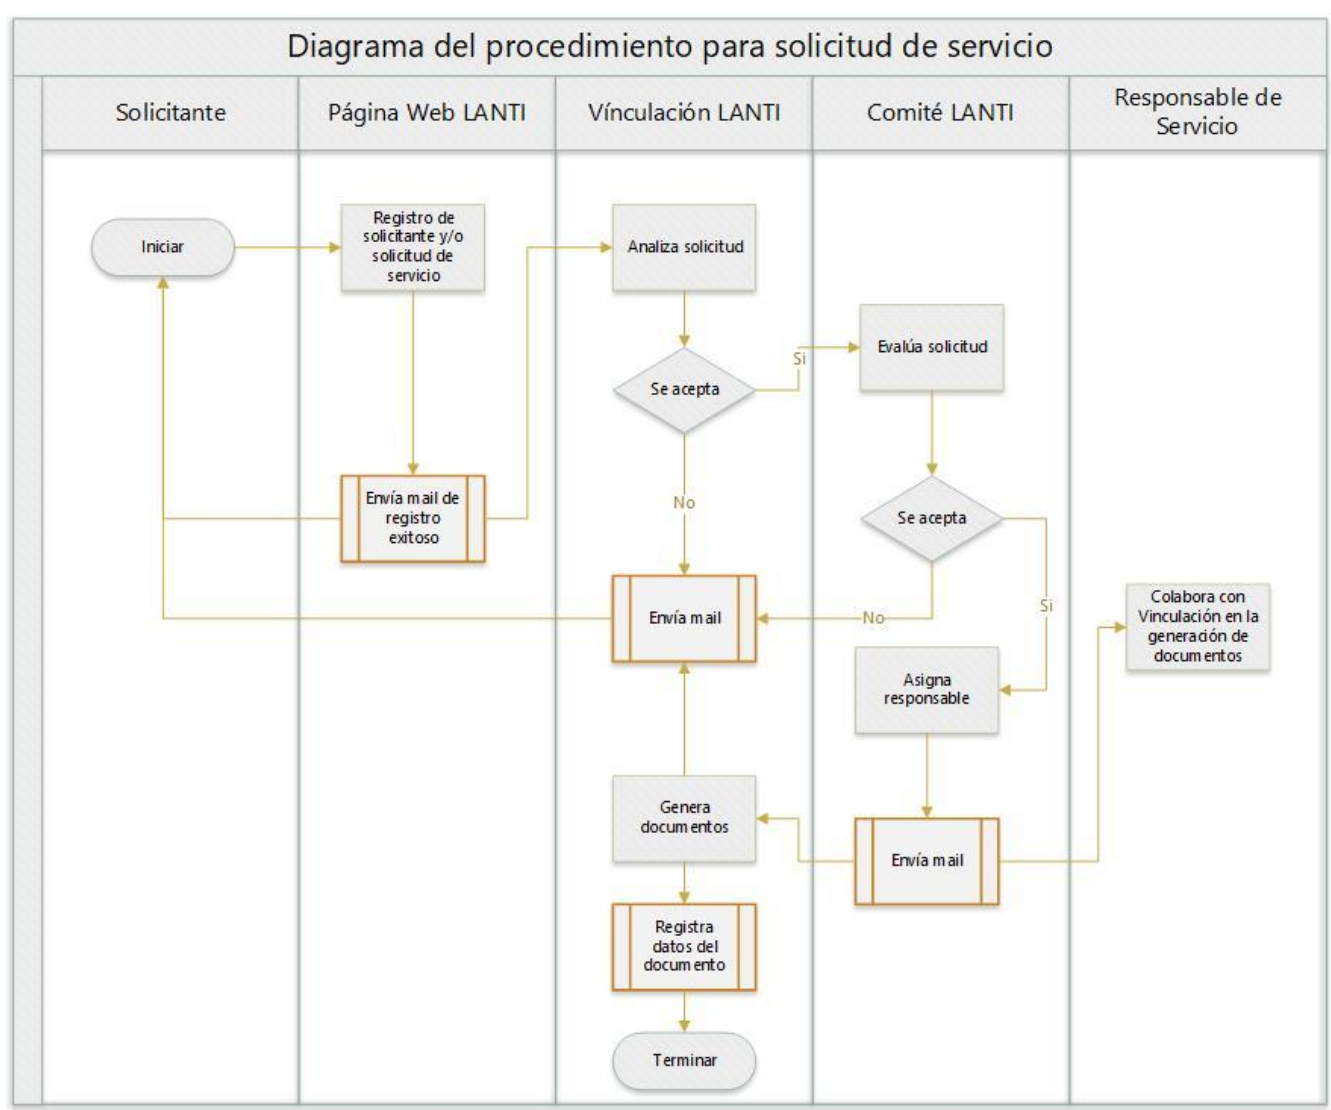 Diagrama del procedimiento para solicitud de servicio
Solicitante
Página Web LANTI
Vínculación LANTI
Comité LANTI
Responsable de
Servicio
Iniciar
Registro de
solicitante y/o
solicitud de
servicio
Analiza solicitud
Evalúa solicitud
Si
Se acepta
Envía mail de
registro
exitoso
No
Se acepta
Si
Envía mail
No
Colabora con
Vinculación en la
generación de
documentos
Asigna
responsable
Genera
documentos
Envía mail
Registra
datos del
documento
Terminar